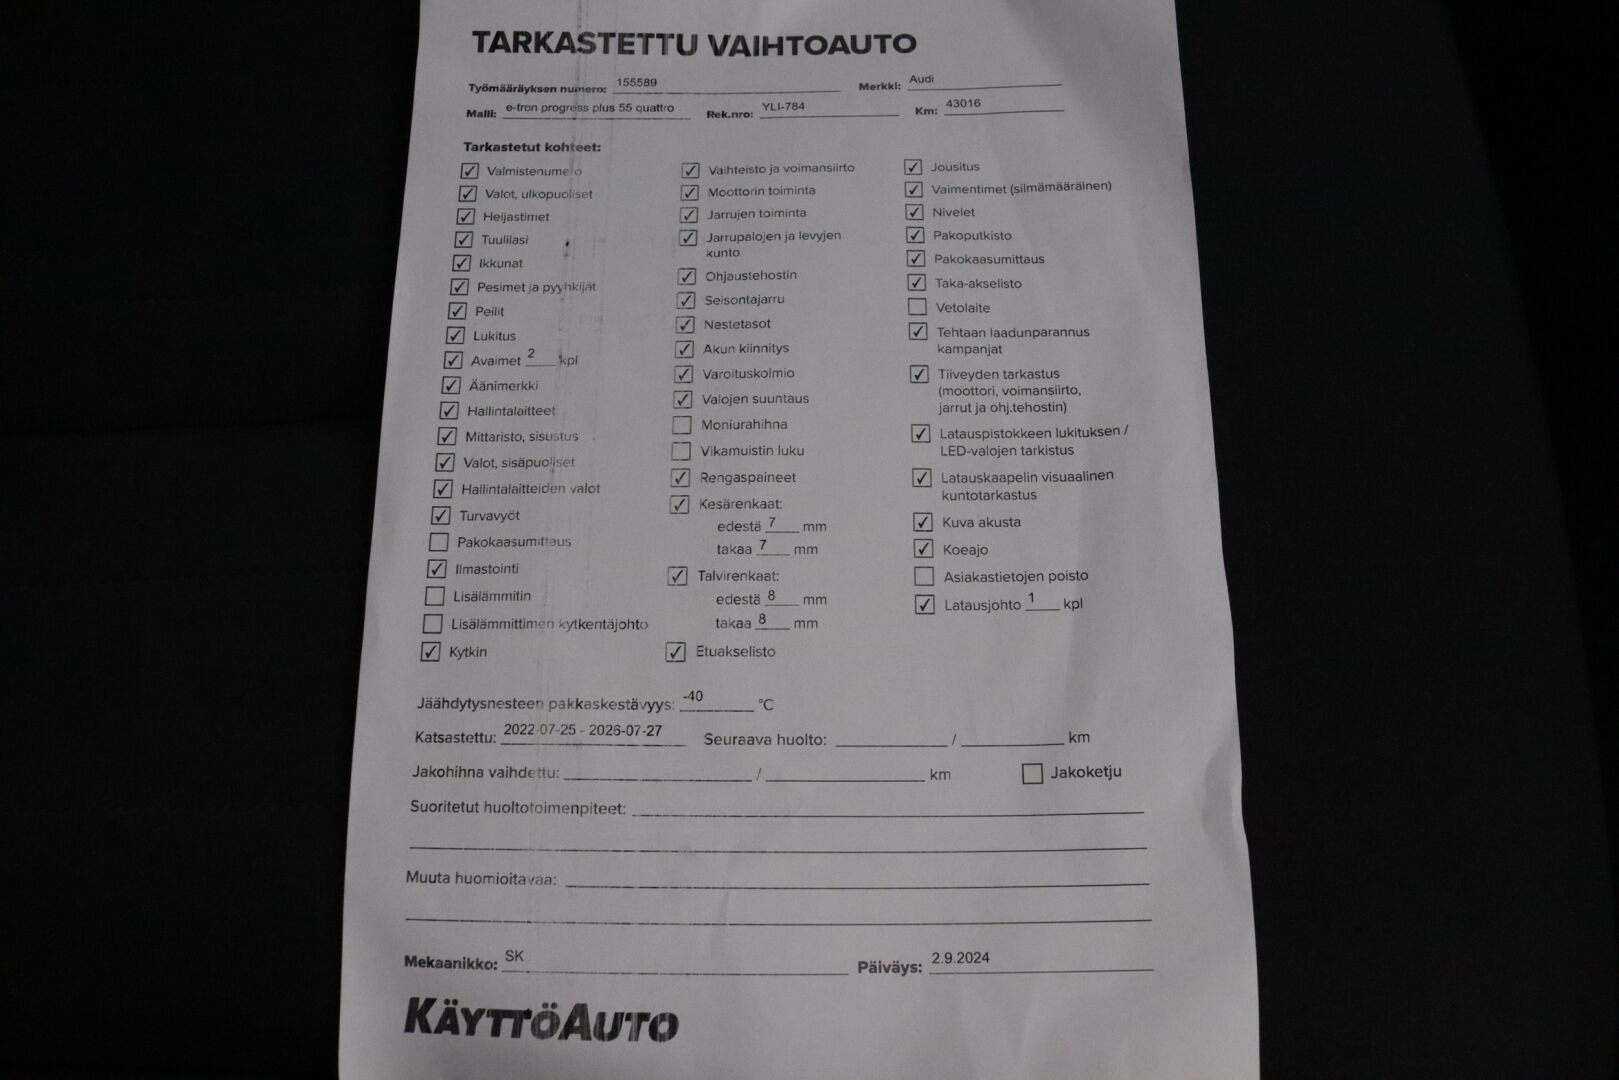 TARKASTETTU VAIHTOAUTO
Työmääräyksen numero: 155589 Merkki: Audi
Malli: e-tron progress plus 55 quattro Rek.nro: YLI-784 Km: 43016
Tarkastetut kohteet:
Valmistenumero
Valot, ulkopuoliset
Heijastimet
Tuulilasi
Ikkunat
Pesimet ja pyyhkijät
Peilit
Lukitus
Avaimet 2 kpl
Äänimerkki
Hallintalaitteet
Mittaristo, sisustus
Valot, sisäpuoliset
Hallintalaitteiden valot
Turvavyöt
Pakokaasumittaus
Ilmastointi
Lisälämmitin
Lisälämmittimen kytkentäjohto
Kytkin
Vaihteisto ja voimansiirto
Moottorin toiminta
Jarrujen toiminta
Jarrupalojen ja levyjen
kunto
Ohjaustehostin
Seisontajarru
Nestetasot
Akun kiinnitys
Varoituskolmio
Valojen suuntaus
Moniurahihna
Vikamuistin luku
Rengaspaineet
Kesärenkaat:
edestä 7 mm
takaa 7 mm
Talvirenkaat:
edestä 8 mm
takaa 8 mm
Etuakselisto
Jousitus
Vaimentimet (silmämääräinen)
Nivelet
Pakoputkisto
Pakokaasumittaus
Taka-akselisto
Vetolaite
Tehtaan laadunparannus
kampanjat
Tiiveyden tarkastus
(moottori, voimansiirto,
jarrut ja ohj.tehostin)
Latauspistokkeen lukituksen /
LED-valojen tarkistus
Latauskaapelin visuaalinen
kuntotarkastus
Kuva akusta
Koeajo
Asiakastietojen poisto
Latausjohto 1 kpl
Jäähdytysnesteen pakkaskestävyys: -40 °C
Katsastettu: 2022-07-25 - 2026-07-27 Seuraava huolto: / km
Jakohihna vaihdettu: / km Jakoketju
Suoritetut huoltotoimenpiteet:
Muuta huomioitavaa:
Mekaanikko: SK Päiväys: 2.9.2024
KÄYTTÖAUTO